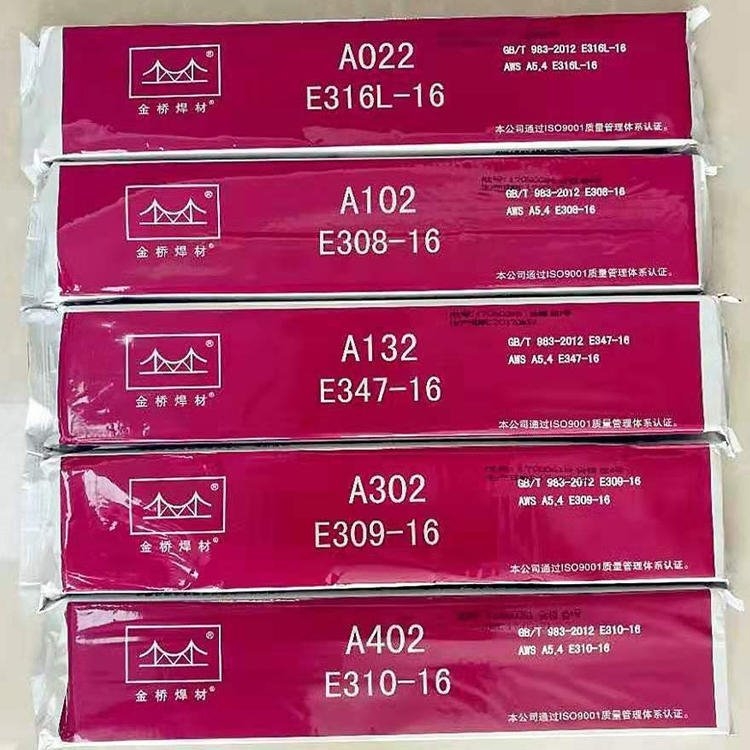 金桥焊材®
A022
E316L-16
GB/T 983-2012 E316L-16
AWS A5.4 E316L-16
本公司通过ISO9001质量管理体系认证。
金桥焊材®
A102
E308-16
GB/T 983-2012 E308-16
AWS A5.4 E308-16
本公司通过ISO9001质量管理体系认证。
金桥焊材®
A132
E347-16
GB/T 983-2012 E347-16
AWS A5.4 E347-16
本公司通过ISO9001质量管理体系认证。
金桥焊材®
A302
E309-16
GB/T 983-2012 E309-16
AWS A5.4 E309-16
本公司通过ISO9001质量管理体系认证。
金桥焊材®
A402
E310-16
GB/T 983-2012 E310-16
AWS A5.4 E310-16
本公司通过ISO9001质量管理体系认证。